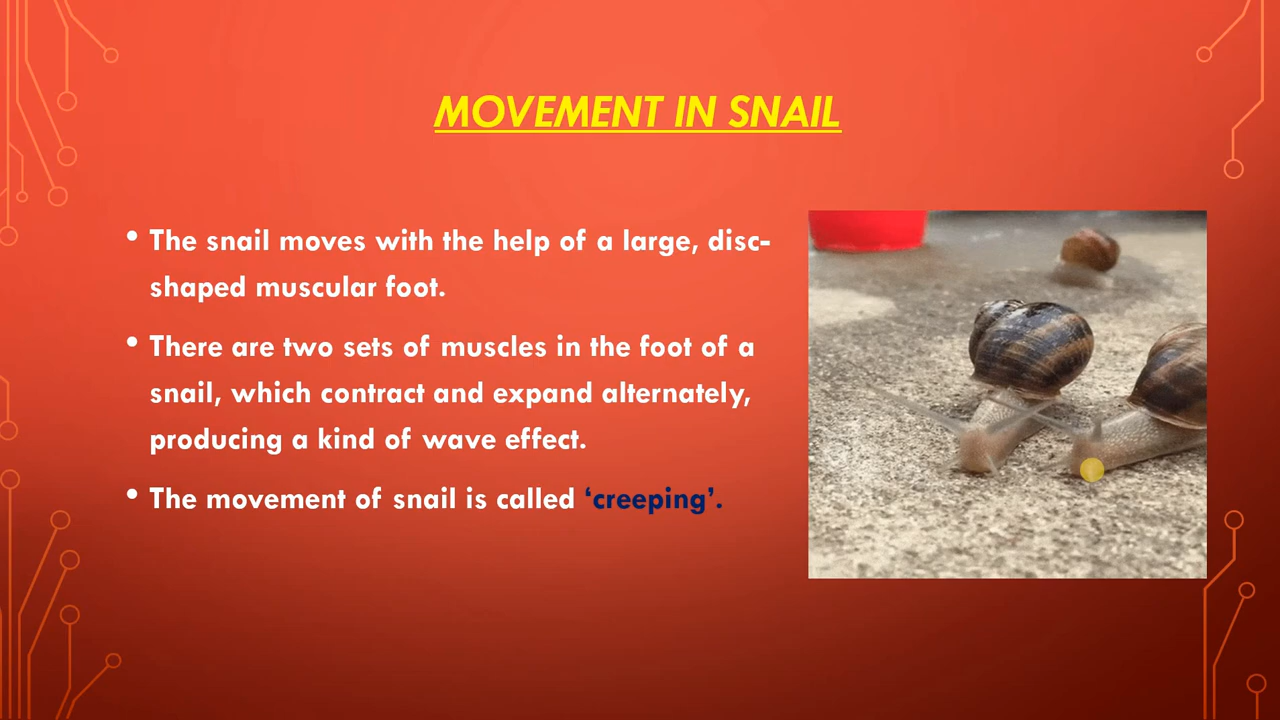 MOVEMENT IN SNAIL
• The snail moves with the help of a large, disc-
shaped muscular foot.
• There are two sets of muscles in the foot of a
snail, which contract and expand alternately,
producing a kind of wave effect.
• The movement of snail is called ‘creeping’.